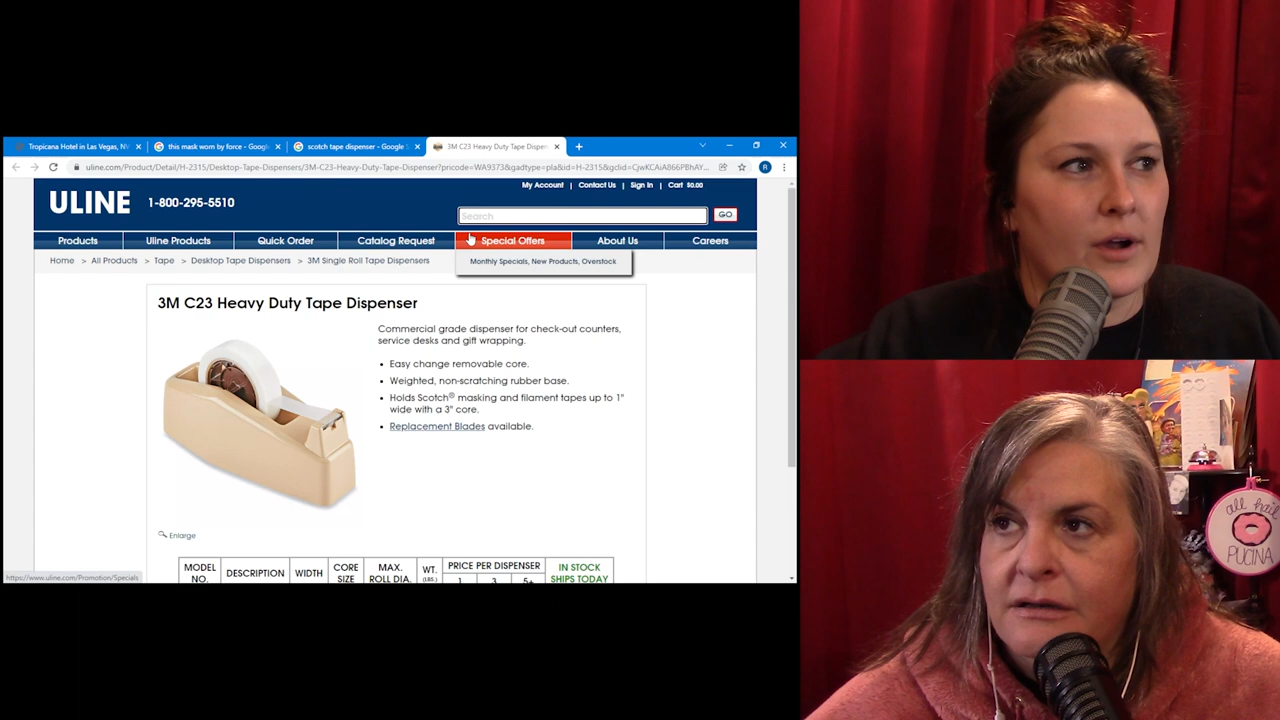 Tropicana Hotel in Las Vegas, NV
this mask worn by force - Google
scotch tape dispenser - Google S
3M C23 Heavy Duty Tape Dispen
uline.com/Product/Detail/H-2315/Desktop-Tape-Dispensers/3M-C23-Heavy-Duty-Tape-Dispenser?pricode=WA9373&gadtype=pla&id=H-2315&gclid=CjwKCAiA866PBhAY...
R
ULINE
1-800-295-5510
My Account | Contact Us | Sign In | Cart $0.00
Search
GO
Products
Uline Products
Quick Order
Catalog Request
Special Offers
About Us
Careers
Home > All Products > Tape > Desktop Tape Dispensers > 3M Single Roll Tape Dispensers
Monthly Specials, New Products, Overstock
3M C23 Heavy Duty Tape Dispenser
Commercial grade dispenser for check-out counters,
service desks and gift wrapping.
• Easy change removable core.
• Weighted, non-scratching rubber base.
• Holds Scotch® masking and filament tapes up to 1"
wide with a 3" core.
• Replacement Blades available.
Enlarge
MODEL NO.
DESCRIPTION
WIDTH
CORE SIZE
MAX. ROLL DIA.
WT. (LBS.)
PRICE PER DISPENSER
1
3
5+
IN STOCK SHIPS TODAY
https://www.uline.com/Promotion/Specials
all hail
PUCINA